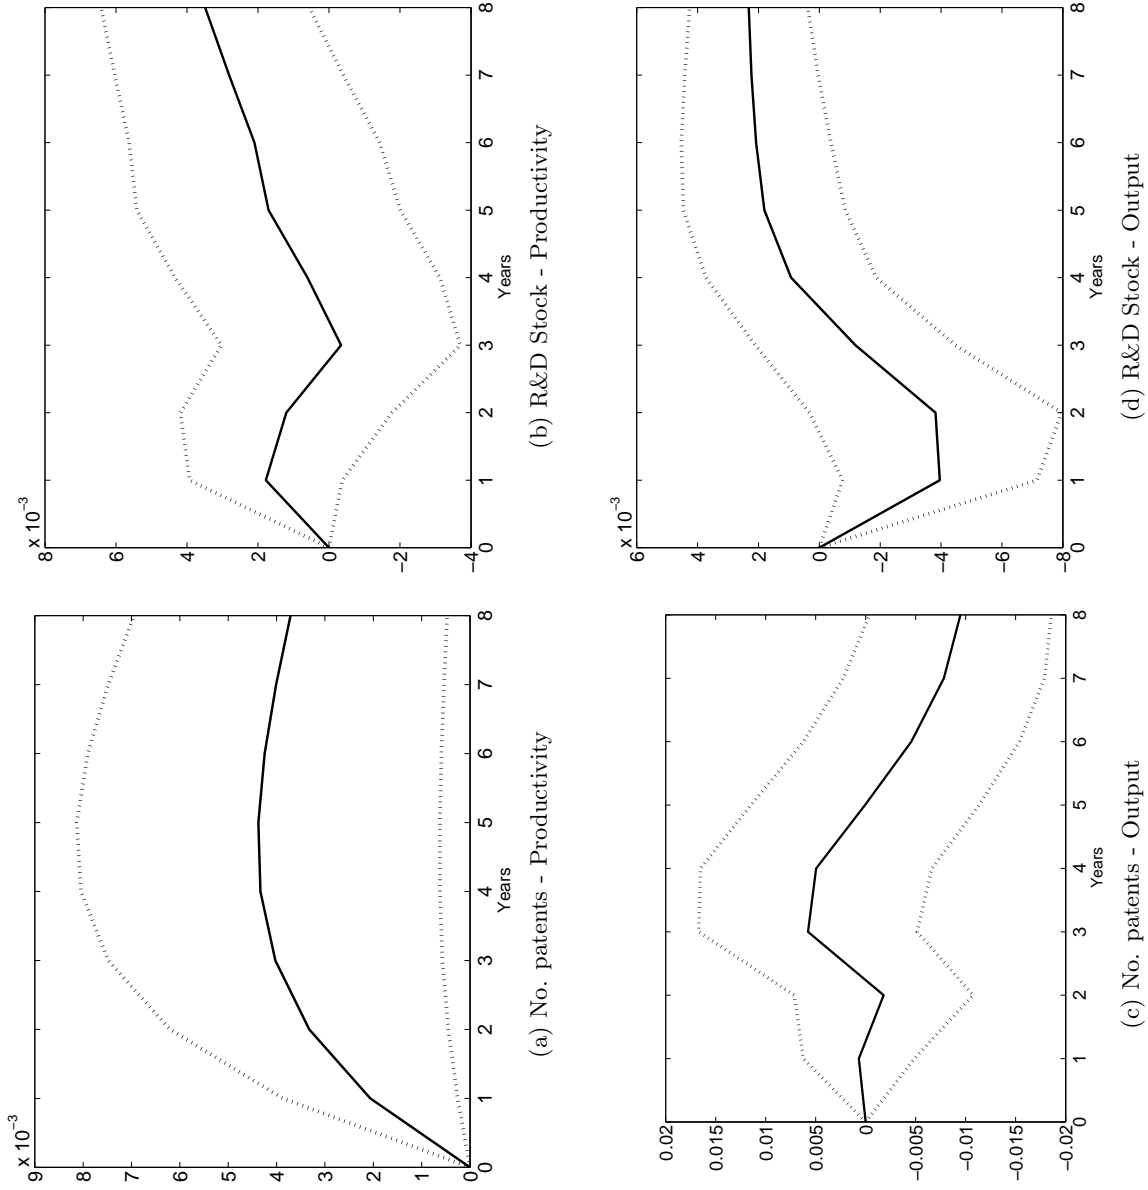 x 10⁻³
9
8
7
6
5
4
3
2
1
0
0 1 2 3 4 5 6 7 8
Years
(a) No. patents - Productivity
x 10⁻³
8
6
4
2
0
−2
−4
0 1 2 3 4 5 6 7 8
Years
(b) R&D Stock - Productivity
0.02
0.015
0.01
0.005
0
−0.005
−0.01
−0.015
−0.02
0 1 2 3 4 5 6 7 8
Years
(c) No. patents - Output
x 10⁻³
6
4
2
0
−2
−4
−6
−8
0 1 2 3 4 5 6 7 8
Years
(d) R&D Stock - Output